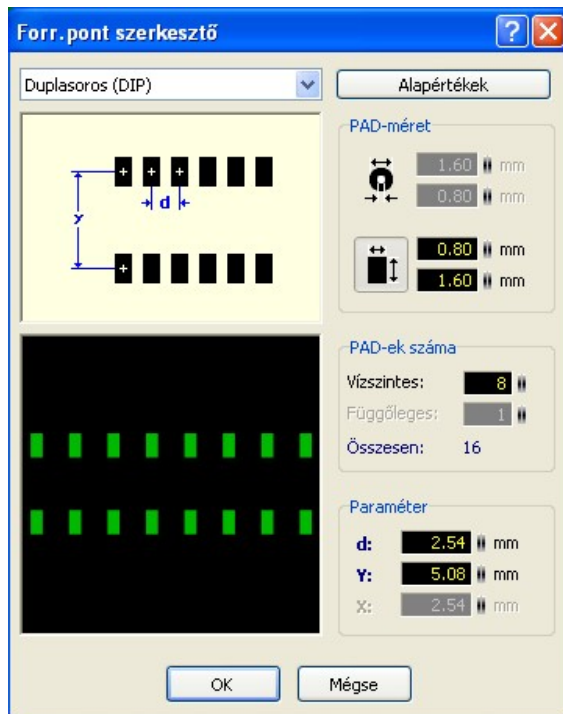 Forr.pont szerkesztő
Duplasoros (DIP)
Alapértékek
y
d
PAD-méret
1.60 mm
0.80 mm
0.80 mm
1.60 mm
PAD-ek száma
Vízszintes: 8
Függőleges: 1
Összesen: 16
Paraméter
d: 2.54 mm
Y: 5.08 mm
X: 2.54 mm
OK
Mégse